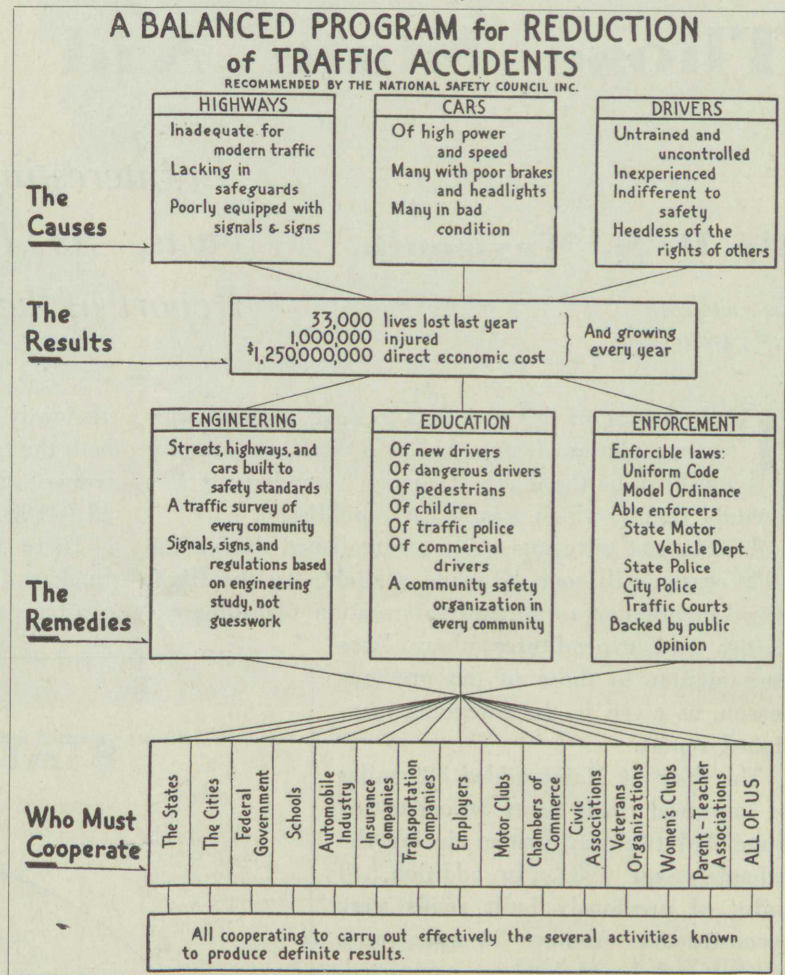 A BALANCED PROGRAM for REDUCTION
of TRAFFIC ACCIDENTS
RECOMMENDED BY THE NATIONAL SAFETY COUNCIL INC.
The
Causes
HIGHWAYS
Inadequate for
modern traffic
Lacking in
safeguards
Poorly equipped with
signals & signs
CARS
Of high power
and speed
Many with poor brakes
and headlights
Many in bad
condition
DRIVERS
Untrained and
uncontrolled
Inexperienced
Indifferent to
safety
Heedless of the
rights of others
The
Results
33,000 lives lost last year
1,000,000 injured
$1,250,000,000 direct economic cost
And growing
every year
The
Remedies
ENGINEERING
Streets, highways, and
cars built to
safety standards
A traffic survey of
every community
Signals, signs, and
regulations based
on engineering
study, not
guesswork
EDUCATION
Of new drivers
Of dangerous drivers
Of pedestrians
Of children
Of traffic police
Of commercial
drivers
A community safety
organization in
every community
ENFORCEMENT
Enforcible laws:
Uniform Code
Model Ordinance
Able enforcers
State Motor
Vehicle Dept.
State Police
City Police
Traffic Courts
Backed by public
opinion
Who Must
Cooperate
The States
The Cities
Federal
Government
Schools
Automobile
Industry
Insurance
Companies
Transportation
Companies
Employers
Motor Clubs
Chambers of
Commerce
Civic
Associations
Veterans
Organizations
Women's Clubs
Parent-Teacher
Associations
ALL OF US
All cooperating to carry out effectively the several activities known
to produce definite results.